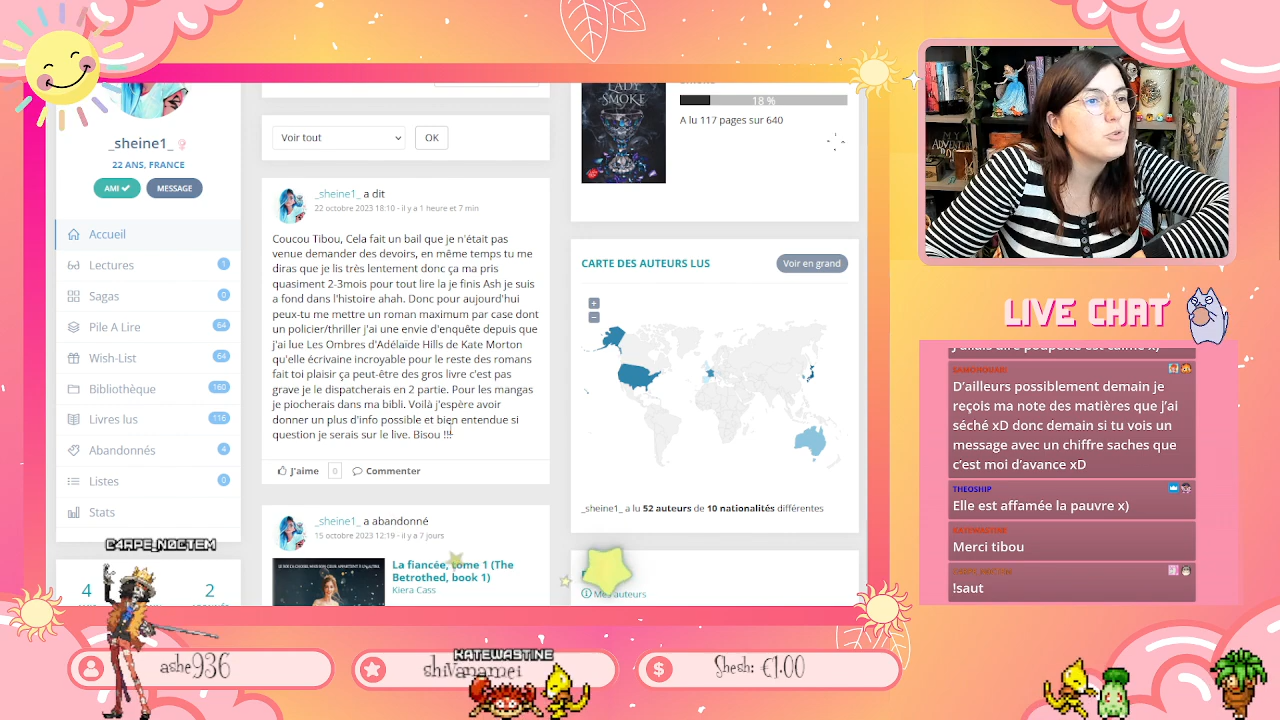 _sheine1_
22 ANS, FRANCE
AMI
MESSAGE
Accueil
Lectures 1
Sagas 0
Pile A Lire 64
Wish-List 64
Bibliothèque 160
Livres lus 116
Abandonnés 4
Listes 0
Stats
C4RPE_NOCTEM
4
2
Voir tout
OK
_sheine1_ a dit
22 octobre 2023 18:10 - il y a 1 heure et 7 min
Coucou Tibou, Cela fait un bail que je n'était pas
venue demander des devoirs, en même temps tu me
diras que je lis très lentement donc ça ma pris
quasiment 2-3mois pour tout lire la je finis Ash je suis
a fond dans l'histoire ahah. Donc pour aujourd'hui
peux-tu me mettre un roman maximum par case dont
un policier/thriller j'ai une envie d'enquête depuis que
j'ai lue Les Ombres d'Adélaide Hills de Kate Morton
qu'elle écrivaine incroyable pour le reste des romans
fait toi plaisir ça peut-être des gros livre c'est pas
grave je le dispatcherais en 2 partie. Pour les mangas
je piocherais dans ma bibli. Voilà j'espère avoir
donner un plus d'info possible et bien entendue si
question je serais sur le live. Bisou !!!
J'aime 0 Commenter
_sheine1_ a abandonné
15 octobre 2023 12:19 - il y a 7 jours
La fiancée, tome 1 (The
Betrothed, book 1)
Kiera Cass
LADY
SMOKE
18 %
A lu 117 pages sur 640
CARTE DES AUTEURS LUS
Voir en grand
+
-
_sheine1_ a lu 52 auteurs de 10 nationalités différentes
auteurs
LIVE CHAT
D'ailleurs possiblement demain je
reçois ma note des matières que j'ai
séché xD donc demain si tu vois un
message avec un chiffre saches que
c'est moi d'avance xD
THEOSHIP
Elle est affamée la pauvre x)
KATEWASTINE
Merci tibou
!saut
ashe936
KATEWASTINE
shivanamei
Shesh: €1.00